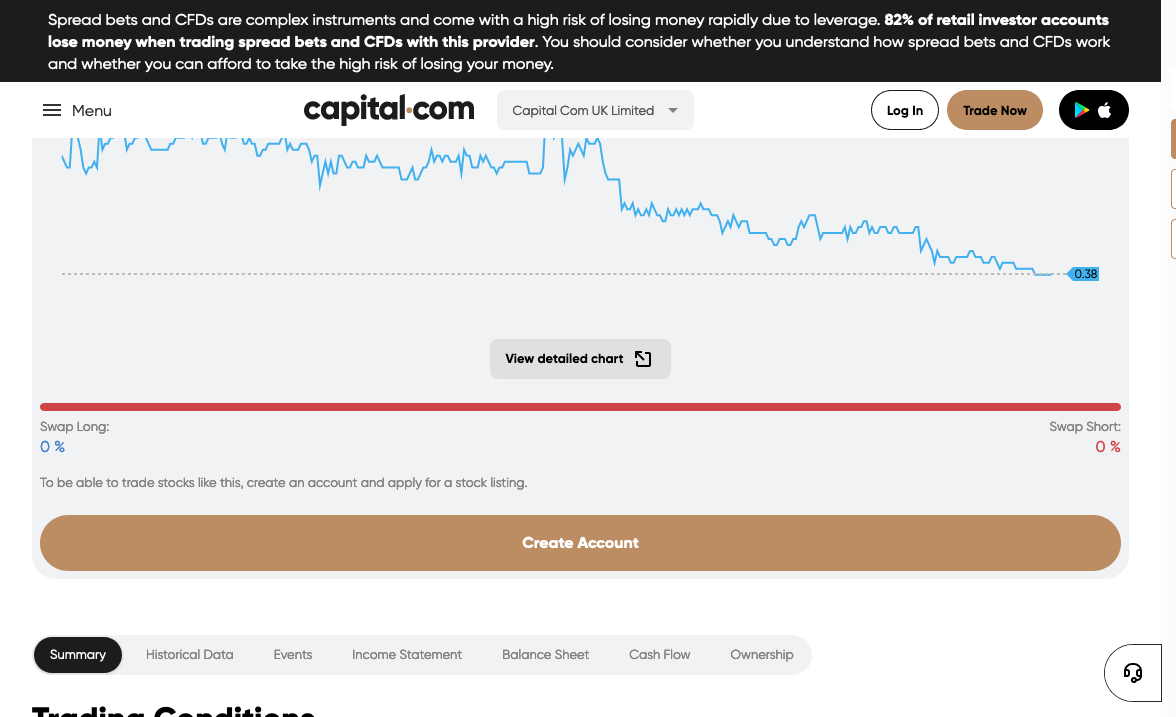 Spread bets and CFDs are complex instruments and come with a high risk of losing money rapidly due to leverage. 82% of retail investor accounts
lose money when trading spread bets and CFDs with this provider. You should consider whether you understand how spread bets and CFDs work
and whether you can afford to take the high risk of losing your money.
Menu
capital.com
Capital Com UK Limited
Log In
Trade Now
0.38
View detailed chart
Swap Long:
Swap Short:
0 %
0 %
To be able to trade stocks like this, create an account and apply for a stock listing.
Create Account
Summary
Historical Data
Events
Income Statement
Balance Sheet
Cash Flow
Ownership
Trading Conditions